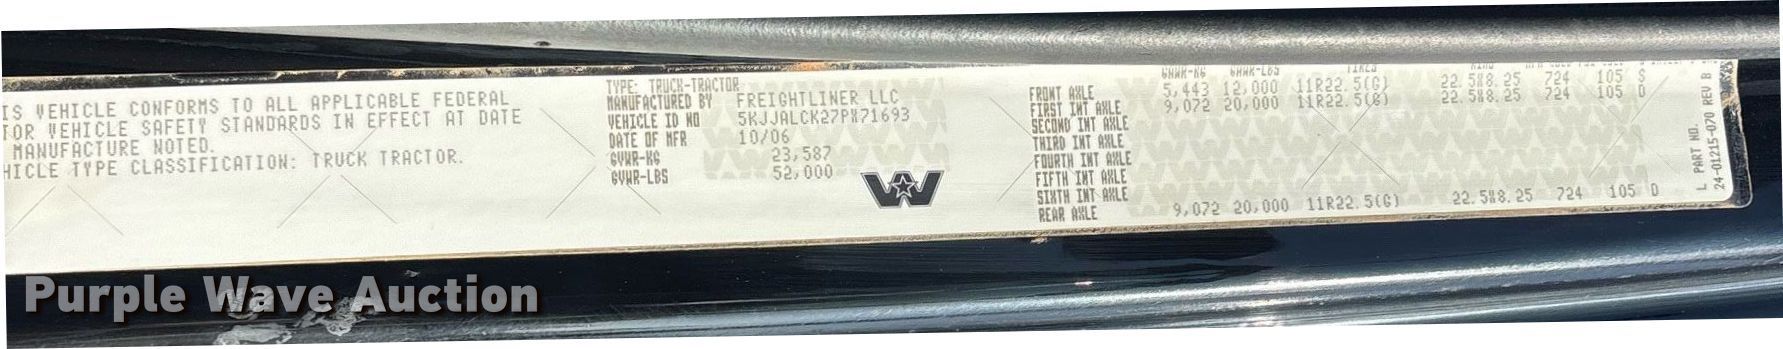 IS VEHICLE CONFORMS TO ALL APPLICABLE FEDERAL
TOR VEHICLE SAFETY STANDARDS IN EFFECT AT DATE
MANUFACTURE NOTED.
HICLE TYPE CLASSIFICATION: TRUCK TRACTOR.
TYPE: TRUCK-TRACTOR
MANUFACTURED BY FREIGHTLINER LLC
VEHICLE ID NO 5KJJALCK27PX71693
DATE OF MFR 10/06
GVWR-KG 23,587
GVWR-LBS 52,000
GAWR-KG GAWR-LBS TIRES
FRONT AXLE 5,443 12,000 11R22.5(G) 22.5X8.25 724 105 S
FIRST INT AXLE 9,072 20,000 11R22.5(G) 22.5X8.25 724 105 D
SECOND INT AXLE
THIRD INT AXLE
FOURTH INT AXLE
FIFTH INT AXLE
SIXTH INT AXLE
REAR AXLE 9,072 20,000 11R22.5(G) 22.5X8.25 724 105 D
PART NO.
24-01215-070 REV B
Purple Wave Auction